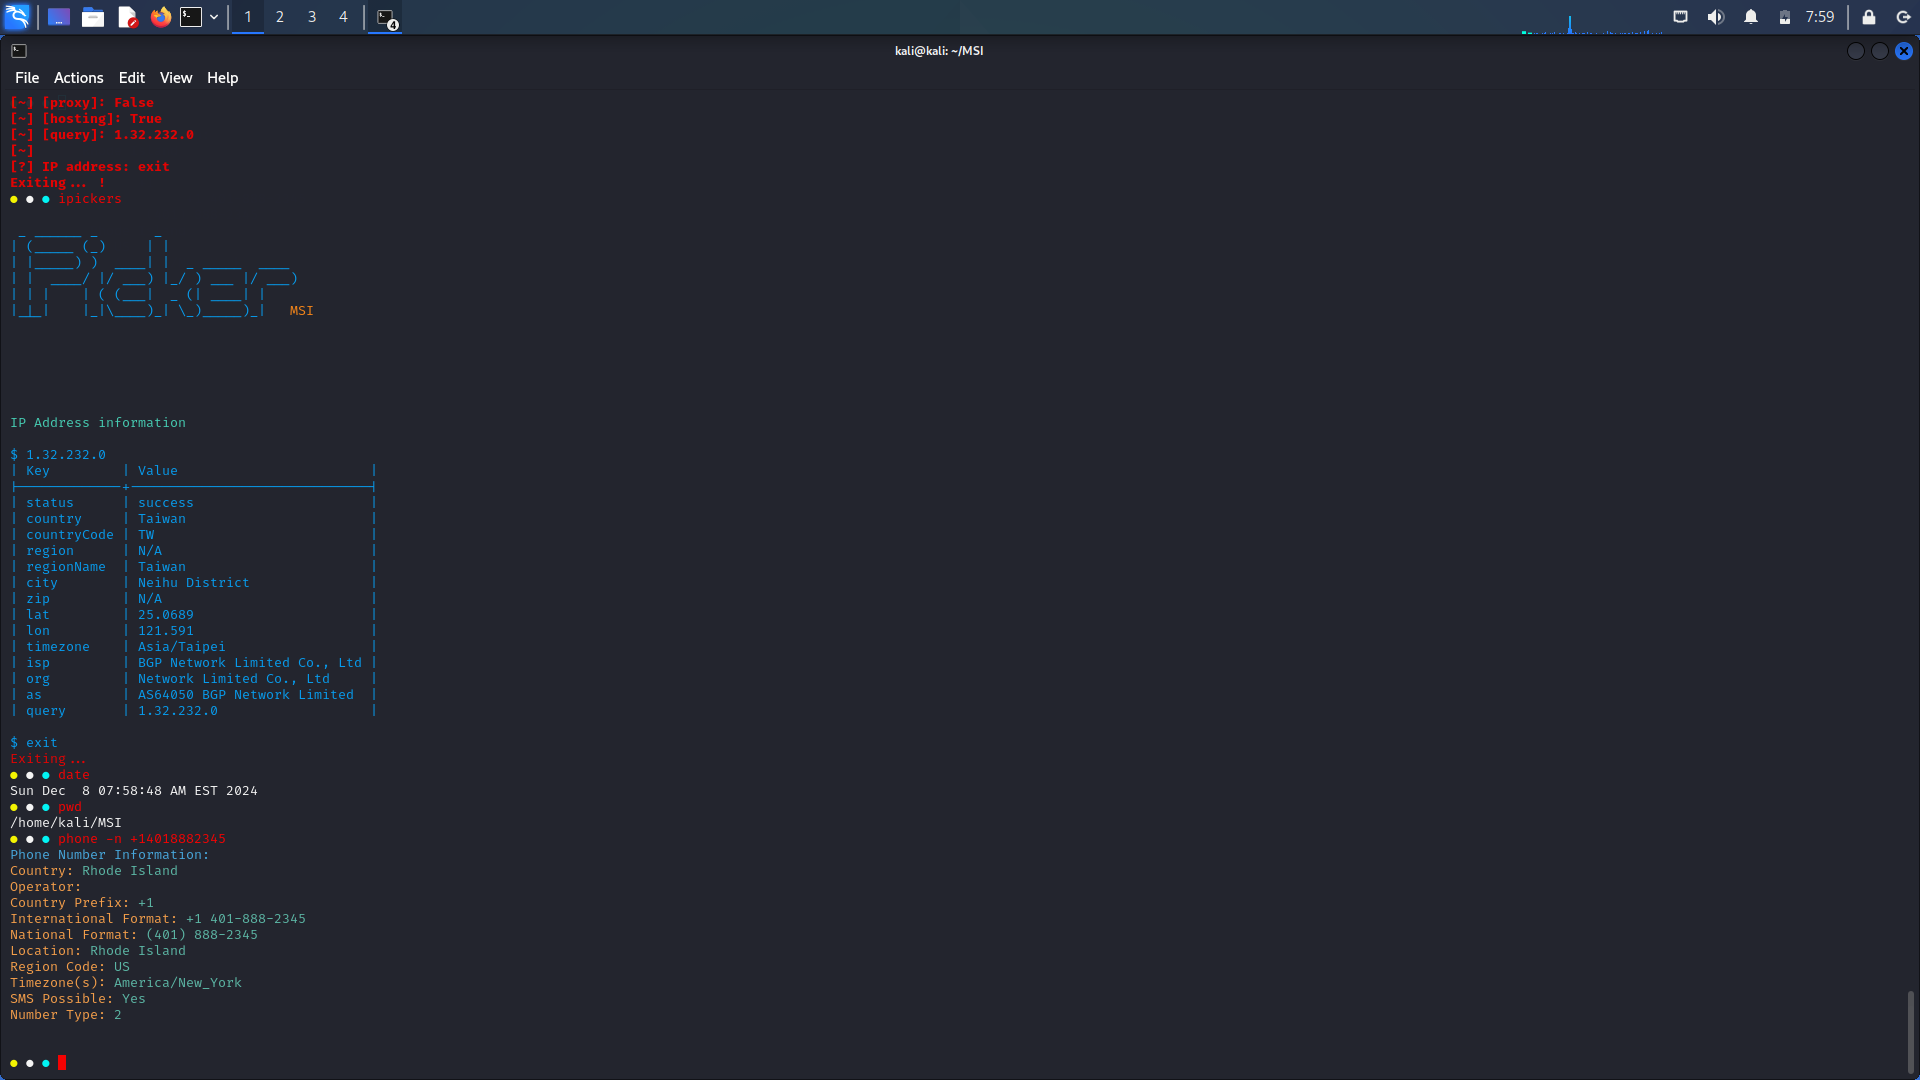 1 2 3 4 4 7:59
kali@kali: ~/MSI
File Actions Edit View Help
[~] [proxy]: False
[~] [hosting]: True
[~] [query]: 1.32.232.0
[~]
[?] IP address: exit
Exiting... !
● ● ● ipickers
IPicker
MSI
IP Address information
$ 1.32.232.0
| Key | Value |
| status | success |
| country | Taiwan |
| countryCode | TW |
| region | N/A |
| regionName | Taiwan |
| city | Neihu District |
| zip | N/A |
| lat | 25.0689 |
| lon | 121.591 |
| timezone | Asia/Taipei |
| isp | BGP Network Limited Co., Ltd |
| org | Network Limited Co., Ltd |
| as | AS64050 BGP Network Limited |
| query | 1.32.232.0 |
$ exit
Exiting...
● ● ● date
Sun Dec  8 07:58:48 AM EST 2024
● ● ● pwd
/home/kali/MSI
● ● ● phone -n +14018882345
Phone Number Information:
Country: Rhode Island
Operator:
Country Prefix: +1
International Format: +1 401-888-2345
National Format: (401) 888-2345
Location: Rhode Island
Region Code: US
Timezone(s): America/New_York
SMS Possible: Yes
Number Type: 2
● ● ●